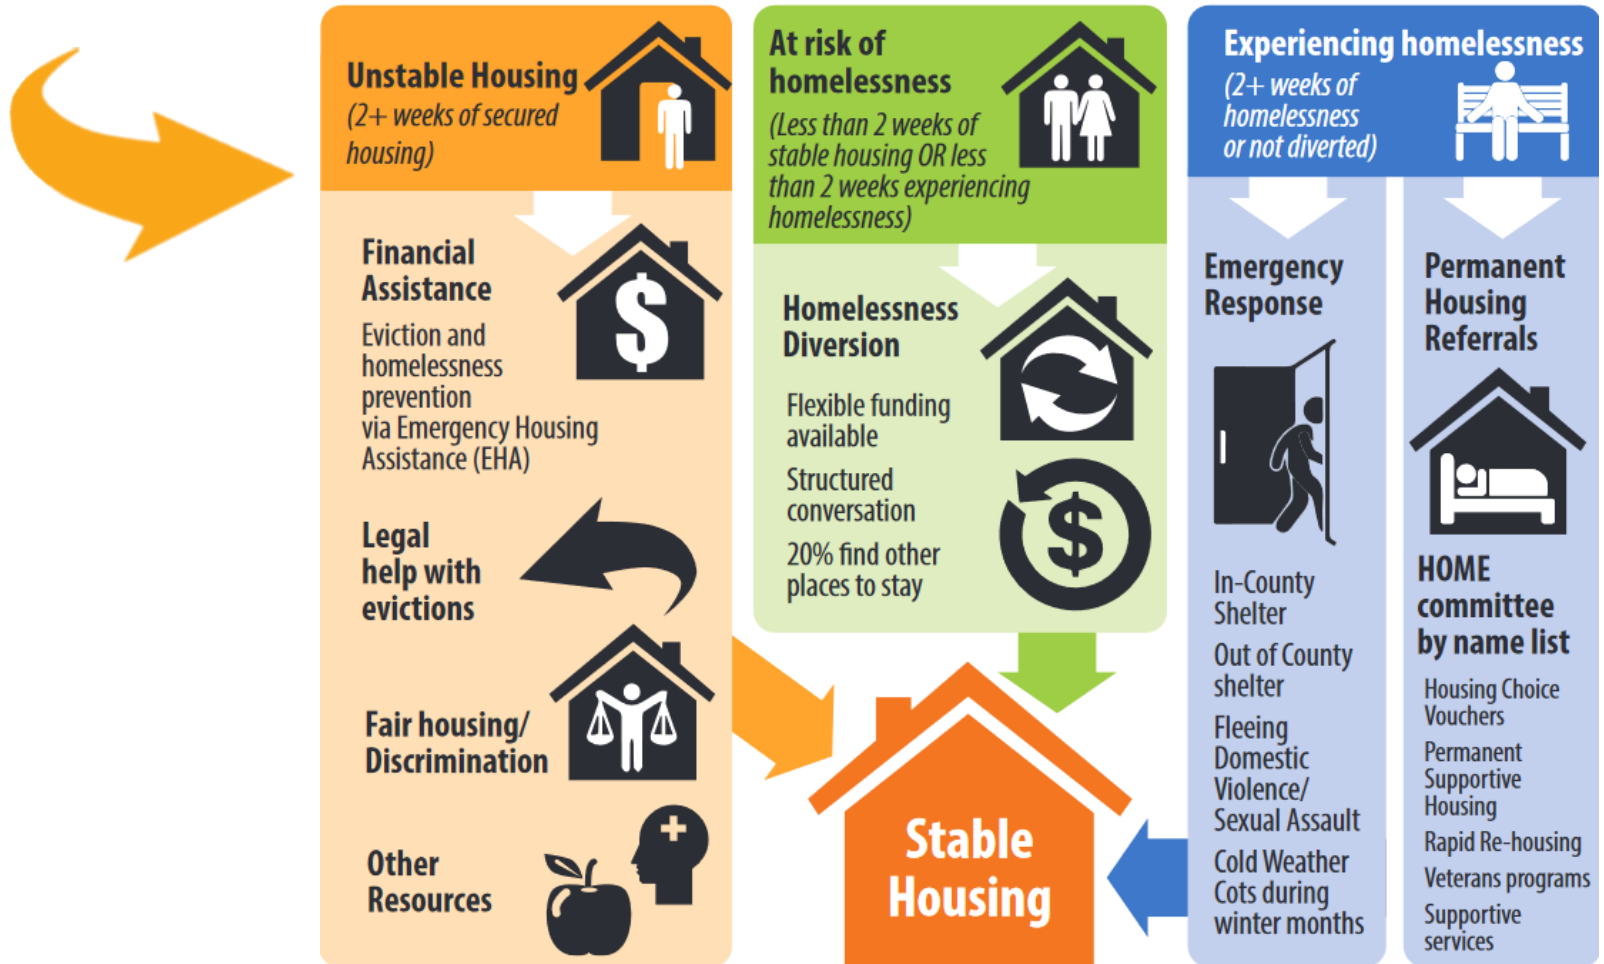 Unstable Housing
(2+ weeks of secured
housing)
Financial
Assistance
$
Eviction and
homelessness
prevention
via Emergency Housing
Assistance (EHA)
Legal
help with
evictions
Fair housing/
Discrimination
Other
Resources
At risk of
homelessness
(Less than 2 weeks of
stable housing OR less
than 2 weeks experiencing
homelessness)
Homelessness
Diversion
Flexible funding
available
Structured
conversation
20% find other
places to stay
$
Stable
Housing
Experiencing homelessness
(2+ weeks of
homelessness
or not diverted)
Emergency
Response
In-County
Shelter
Out of County
shelter
Fleeing
Domestic
Violence/
Sexual Assault
Cold Weather
Cots during
winter months
Permanent
Housing
Referrals
HOME
committee
by name list
Housing Choice
Vouchers
Permanent
Supportive
Housing
Rapid Re-housing
Veterans programs
Supportive
services